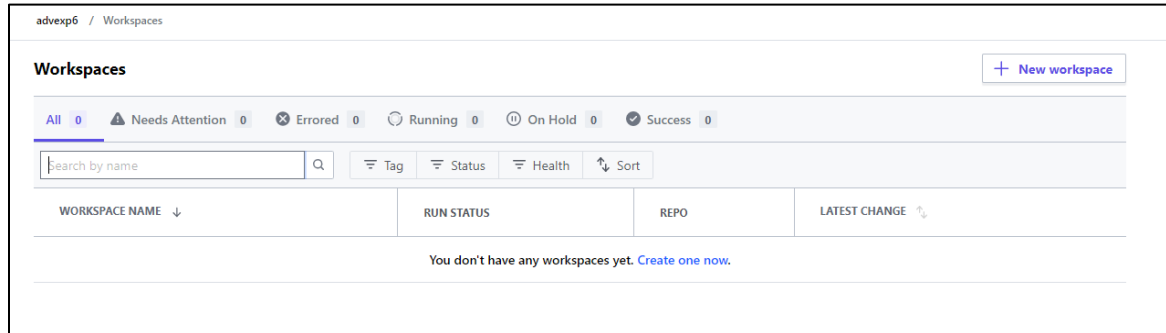 advexp6 / Workspaces
Workspaces
New workspace
All 0 Needs Attention 0 Errored 0 Running 0 On Hold 0 Success 0
Search by name Tag Status Health Sort
WORKSPACE NAME RUN STATUS REPO LATEST CHANGE
You don't have any workspaces yet. Create one now.